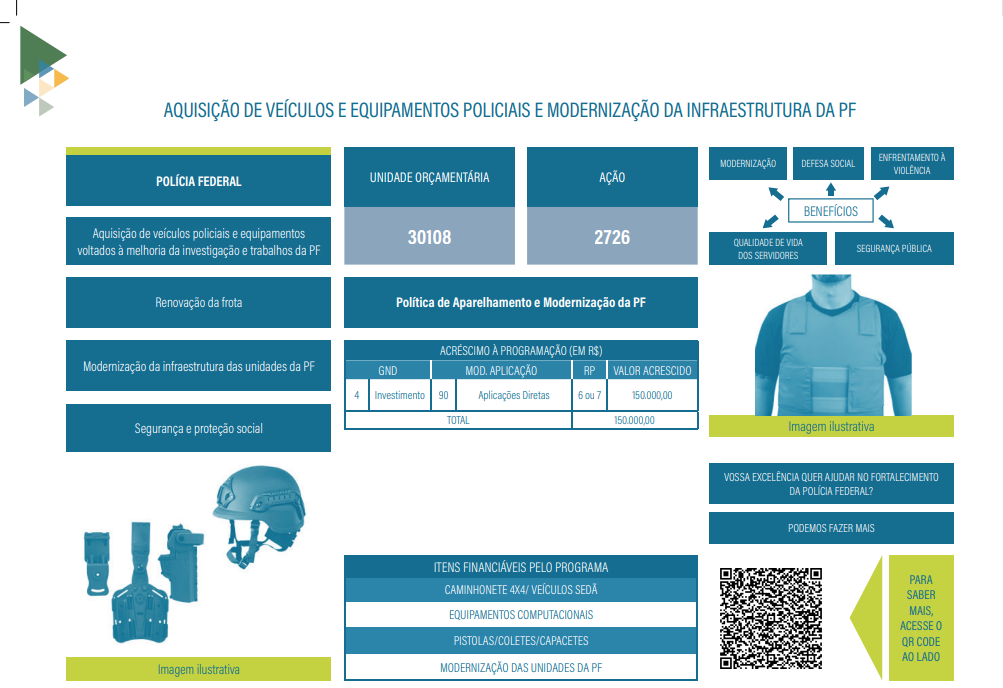 AQUISIÇÃO DE VEÍCULOS E EQUIPAMENTOS POLICIAIS E MODERNIZAÇÃO DA INFRAESTRUTURA DA PF
POLÍCIA FEDERAL
Aquisição de veículos policiais e equipamentos
voltados à melhoria da investigação e trabalhos da PF
Renovação da frota
Modernização da infraestrutura das unidades da PF
Segurança e proteção social
Imagem ilustrativa
UNIDADE ORÇAMENTÁRIA
30108
AÇÃO
2726
Política de Aparelhamento e Modernização da PF
ACRÉSCIMO À PROGRAMAÇÃO (EM R$)
GND MOD. APLICAÇÃO RP VALOR ACRESCIDO
4 Investimento 90 Aplicações Diretas 6 ou 7 150.000,00
TOTAL 150.000,00
ITENS FINANCIÁVEIS PELO PROGRAMA
CAMINHONETE 4X4/ VEÍCULOS SEDÃ
EQUIPAMENTOS COMPUTACIONAIS
PISTOLAS/COLETES/CAPACETES
MODERNIZAÇÃO DAS UNIDADES DA PF
MODERNIZAÇÃO
DEFESA SOCIAL
ENFRENTAMENTO À
VIOLÊNCIA
BENEFÍCIOS
QUALIDADE DE VIDA
DOS SERVIDORES
SEGURANÇA PÚBLICA
Imagem ilustrativa
VOSSA EXCELÊNCIA QUER AJUDAR NO FORTALECIMENTO
DA POLÍCIA FEDERAL?
PODEMOS FAZER MAIS
PARA
SABER
MAIS,
ACESSE O
QR CODE
AO LADO